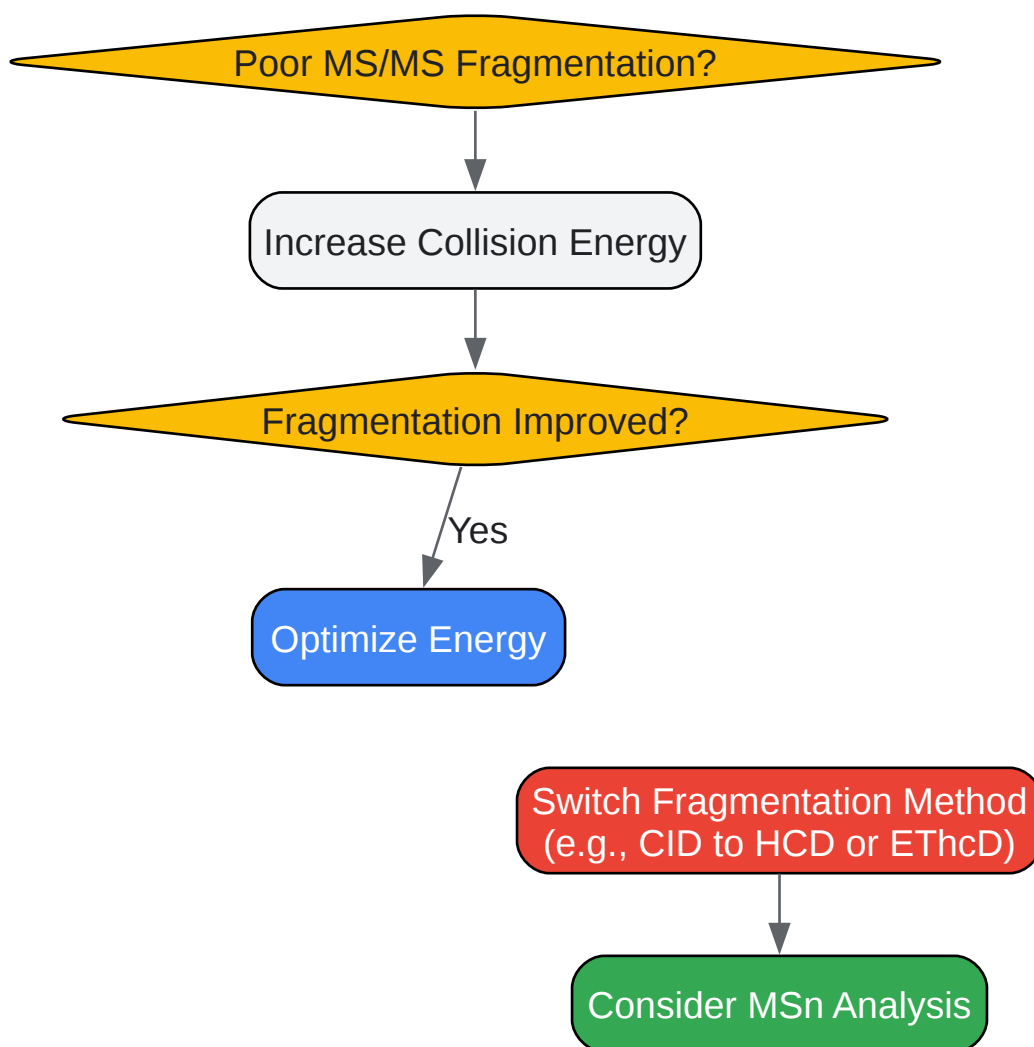 Poor MS/MS Fragmentation?
Increase Collision Energy
Fragmentation Improved?
Yes
Optimize Energy
Switch Fragmentation Method
(e.g., CID to HCD or EThcD)
Consider MSn Analysis